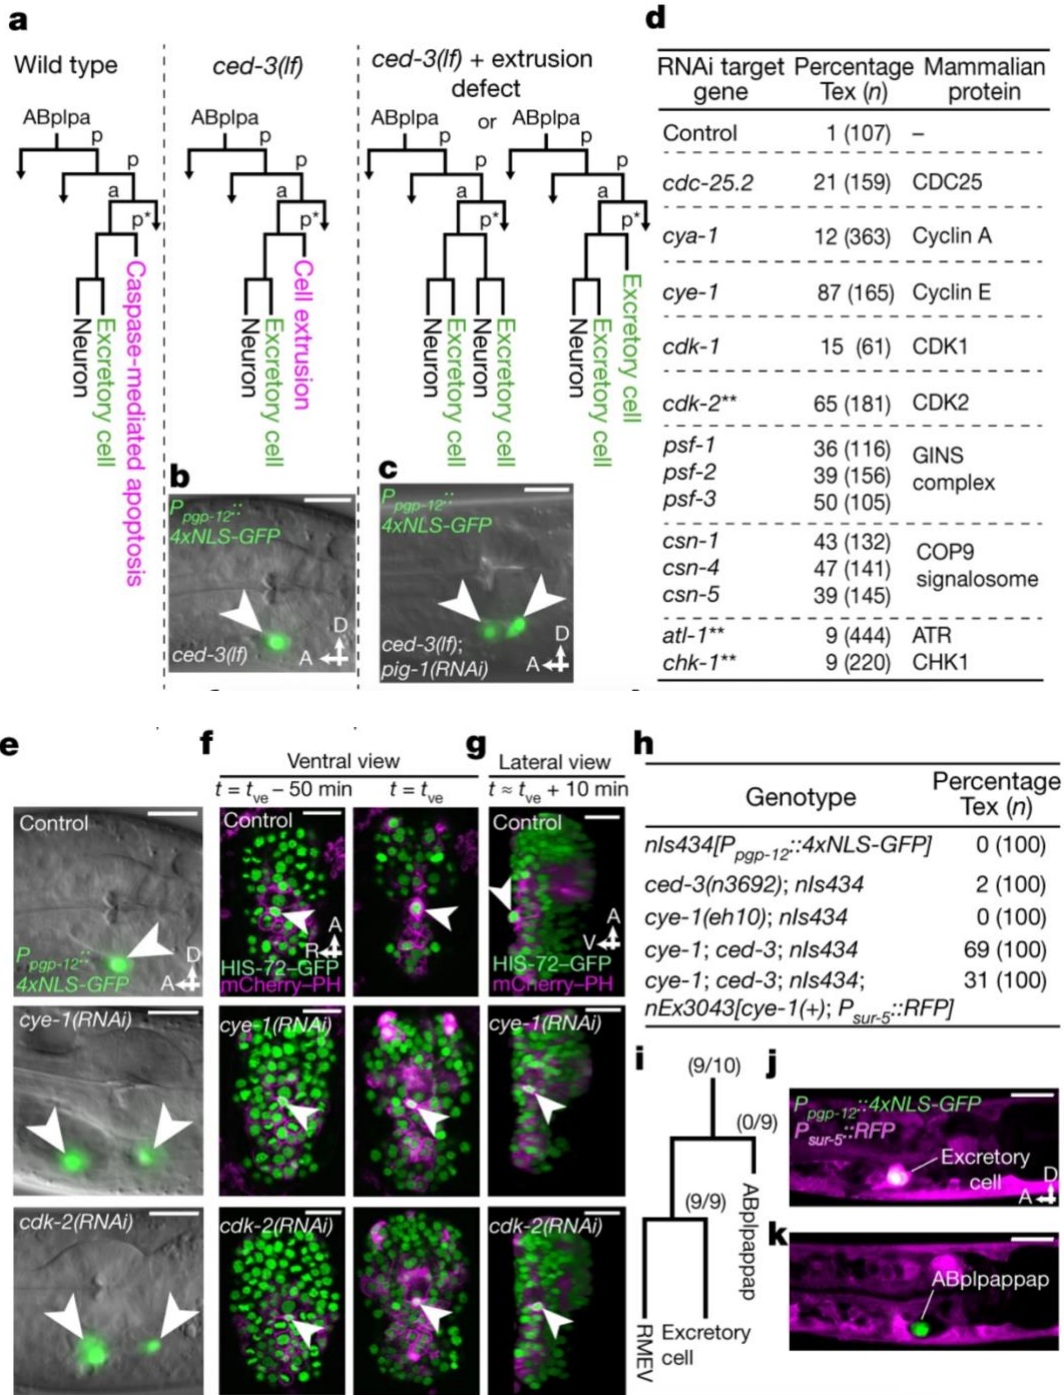 a
Wild type
ced-3(lf)
ced-3(lf) + extrusion
defect
ABplpa
p
p
a
p*
Neuron
Excretory cell
Caspase-mediated apoptosis
ABplpa
p
p
a
p*
Neuron
Excretory cell
Cell extrusion
ABplpa
or
ABplpa
p
p
a
p*
Neuron
Excretory cell
Neuron
Excretory cell
p
p
a
p*
Neuron
Excretory cell
Excretory cell
b
Ppgp-12::
4xNLS-GFP
ced-3(lf)
D
A
c
Ppgp-12::
4xNLS-GFP
ced-3(lf);
pig-1(RNAi)
D
A
d
RNAi target Percentage Mammalian
gene Tex (n) protein
Control 1 (107) –
cdc-25.2 21 (159) CDC25
cya-1 12 (363) Cyclin A
cye-1 87 (165) Cyclin E
cdk-1 15 (61) CDK1
cdk-2** 65 (181) CDK2
psf-1 36 (116) GINS
psf-2 39 (156) complex
psf-3 50 (105)
csn-1 43 (132) COP9
csn-4 47 (141) signalosome
csn-5 39 (145)
atl-1** 9 (444) ATR
chk-1** 9 (220) CHK1
e
Control
Ppgp-12::
4xNLS-GFP
D
A
cye-1(RNAi)
cdk-2(RNAi)
f
Ventral view
t = tve – 50 min
t = tve
Control
A
R
HIS-72–GFP
mCherry–PH
cye-1(RNAi)
cdk-2(RNAi)
g
Lateral view
t ≈ tve + 10 min
Control
A
V
HIS-72–GFP
mCherry–PH
cye-1(RNAi)
cdk-2(RNAi)
h
Genotype Percentage
Tex (n)
nIs434[Ppgp-12::4xNLS-GFP] 0 (100)
ced-3(n3692); nIs434 2 (100)
cye-1(eh10); nIs434 0 (100)
cye-1; ced-3; nIs434 69 (100)
cye-1; ced-3; nIs434; 31 (100)
nEx3043[cye-1(+); Psur-5::RFP]
i
(9/10)
(0/9)
(9/9)
ABplpappap
RMEV
Excretory
cell
j
Ppgp-12::4xNLS-GFP
Psur-5::RFP
Excretory
cell
D
A
k
ABplpappap